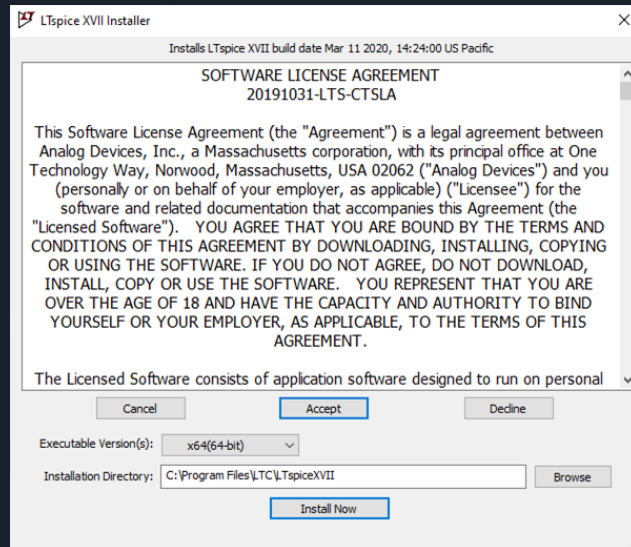 LTspice XVII Installer
Installs LTspice XVII build date Mar 11 2020, 14:24:00 US Pacific
SOFTWARE LICENSE AGREEMENT
20191031-LTS-CTSLA
This Software License Agreement (the "Agreement") is a legal agreement between
Analog Devices, Inc., a Massachusetts corporation, with its principal office at One
Technology Way, Norwood, Massachusetts, USA 02062 ("Analog Devices") and you
(personally or on behalf of your employer, as applicable) ("Licensee") for the
software and related documentation that accompanies this Agreement (the
"Licensed Software"). YOU AGREE THAT YOU ARE BOUND BY THE TERMS AND
CONDITIONS OF THIS AGREEMENT BY DOWNLOADING, INSTALLING, COPYING
OR USING THE SOFTWARE. IF YOU DO NOT AGREE, DO NOT DOWNLOAD,
INSTALL, COPY OR USE THE SOFTWARE. YOU REPRESENT THAT YOU ARE
OVER THE AGE OF 18 AND HAVE THE CAPACITY AND AUTHORITY TO BIND
YOURSELF OR YOUR EMPLOYER, AS APPLICABLE, TO THE TERMS OF THIS
AGREEMENT.
The Licensed Software consists of application software designed to run on personal
Cancel Accept Decline
Executable Version(s): x64(64-bit)
Installation Directory: C:\Program Files\LTC\LTspiceXVII Browse
Install Now